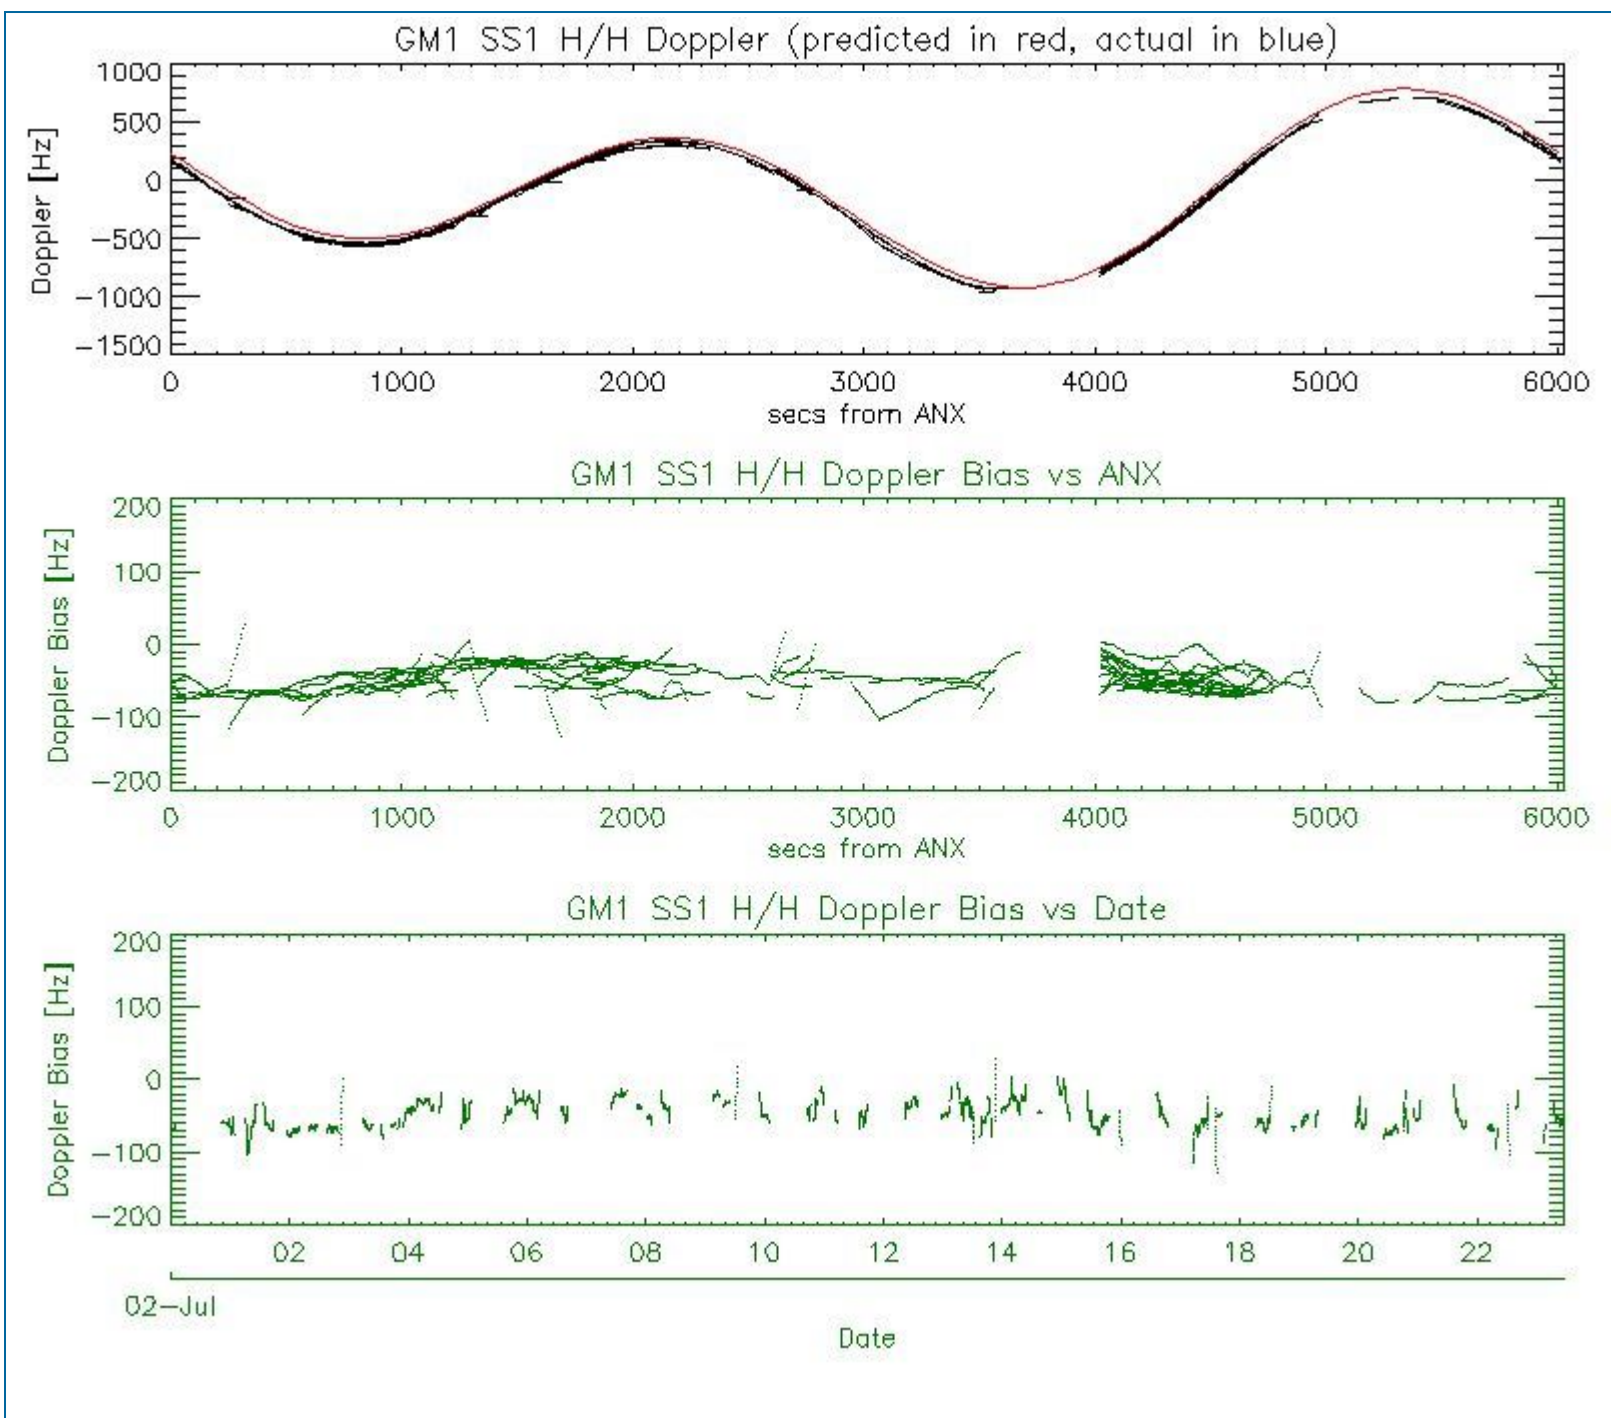 GM1 SS1 H/H Doppler (predicted in red, actual in blue)
1000
500
0
-500
-1000
-1500
Doppler [Hz]
0 1000 2000 3000 4000 5000 6000
secs from ANX
GM1 SS1 H/H Doppler Bias vs ANX
200
100
0
-100
-200
Doppler Bias [Hz]
0 1000 2000 3000 4000 5000 6000
secs from ANX
GM1 SS1 H/H Doppler Bias vs Date
200
100
0
-100
-200
Doppler Bias [Hz]
02 04 06 08 10 12 14 16 18 20 22
02-Jul
Date